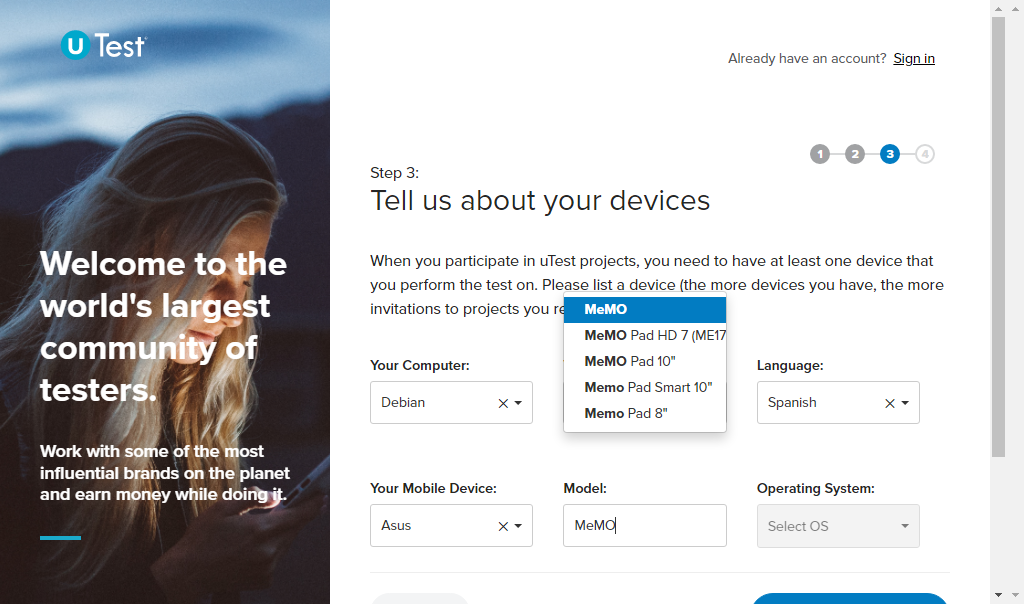 U Test
Already have an account? Sign in
1 2 3 4
Step 3:
Tell us about your devices
Welcome to the
world's largest
community of
testers.
Work with some of the most
influential brands on the planet
and earn money while doing it.
When you participate in uTest projects, you need to have at least one device that
you perform the test on. Please list a device (the more devices you have, the more
invitations to projects you re
MeMO
MeMO Pad HD 7 (ME17
MeMO Pad 10"
Memo Pad Smart 10"
Memo Pad 8"
Your Computer:
Language:
Debian
Spanish
Your Mobile Device:
Model:
Operating System:
Asus
MeMO
Select OS